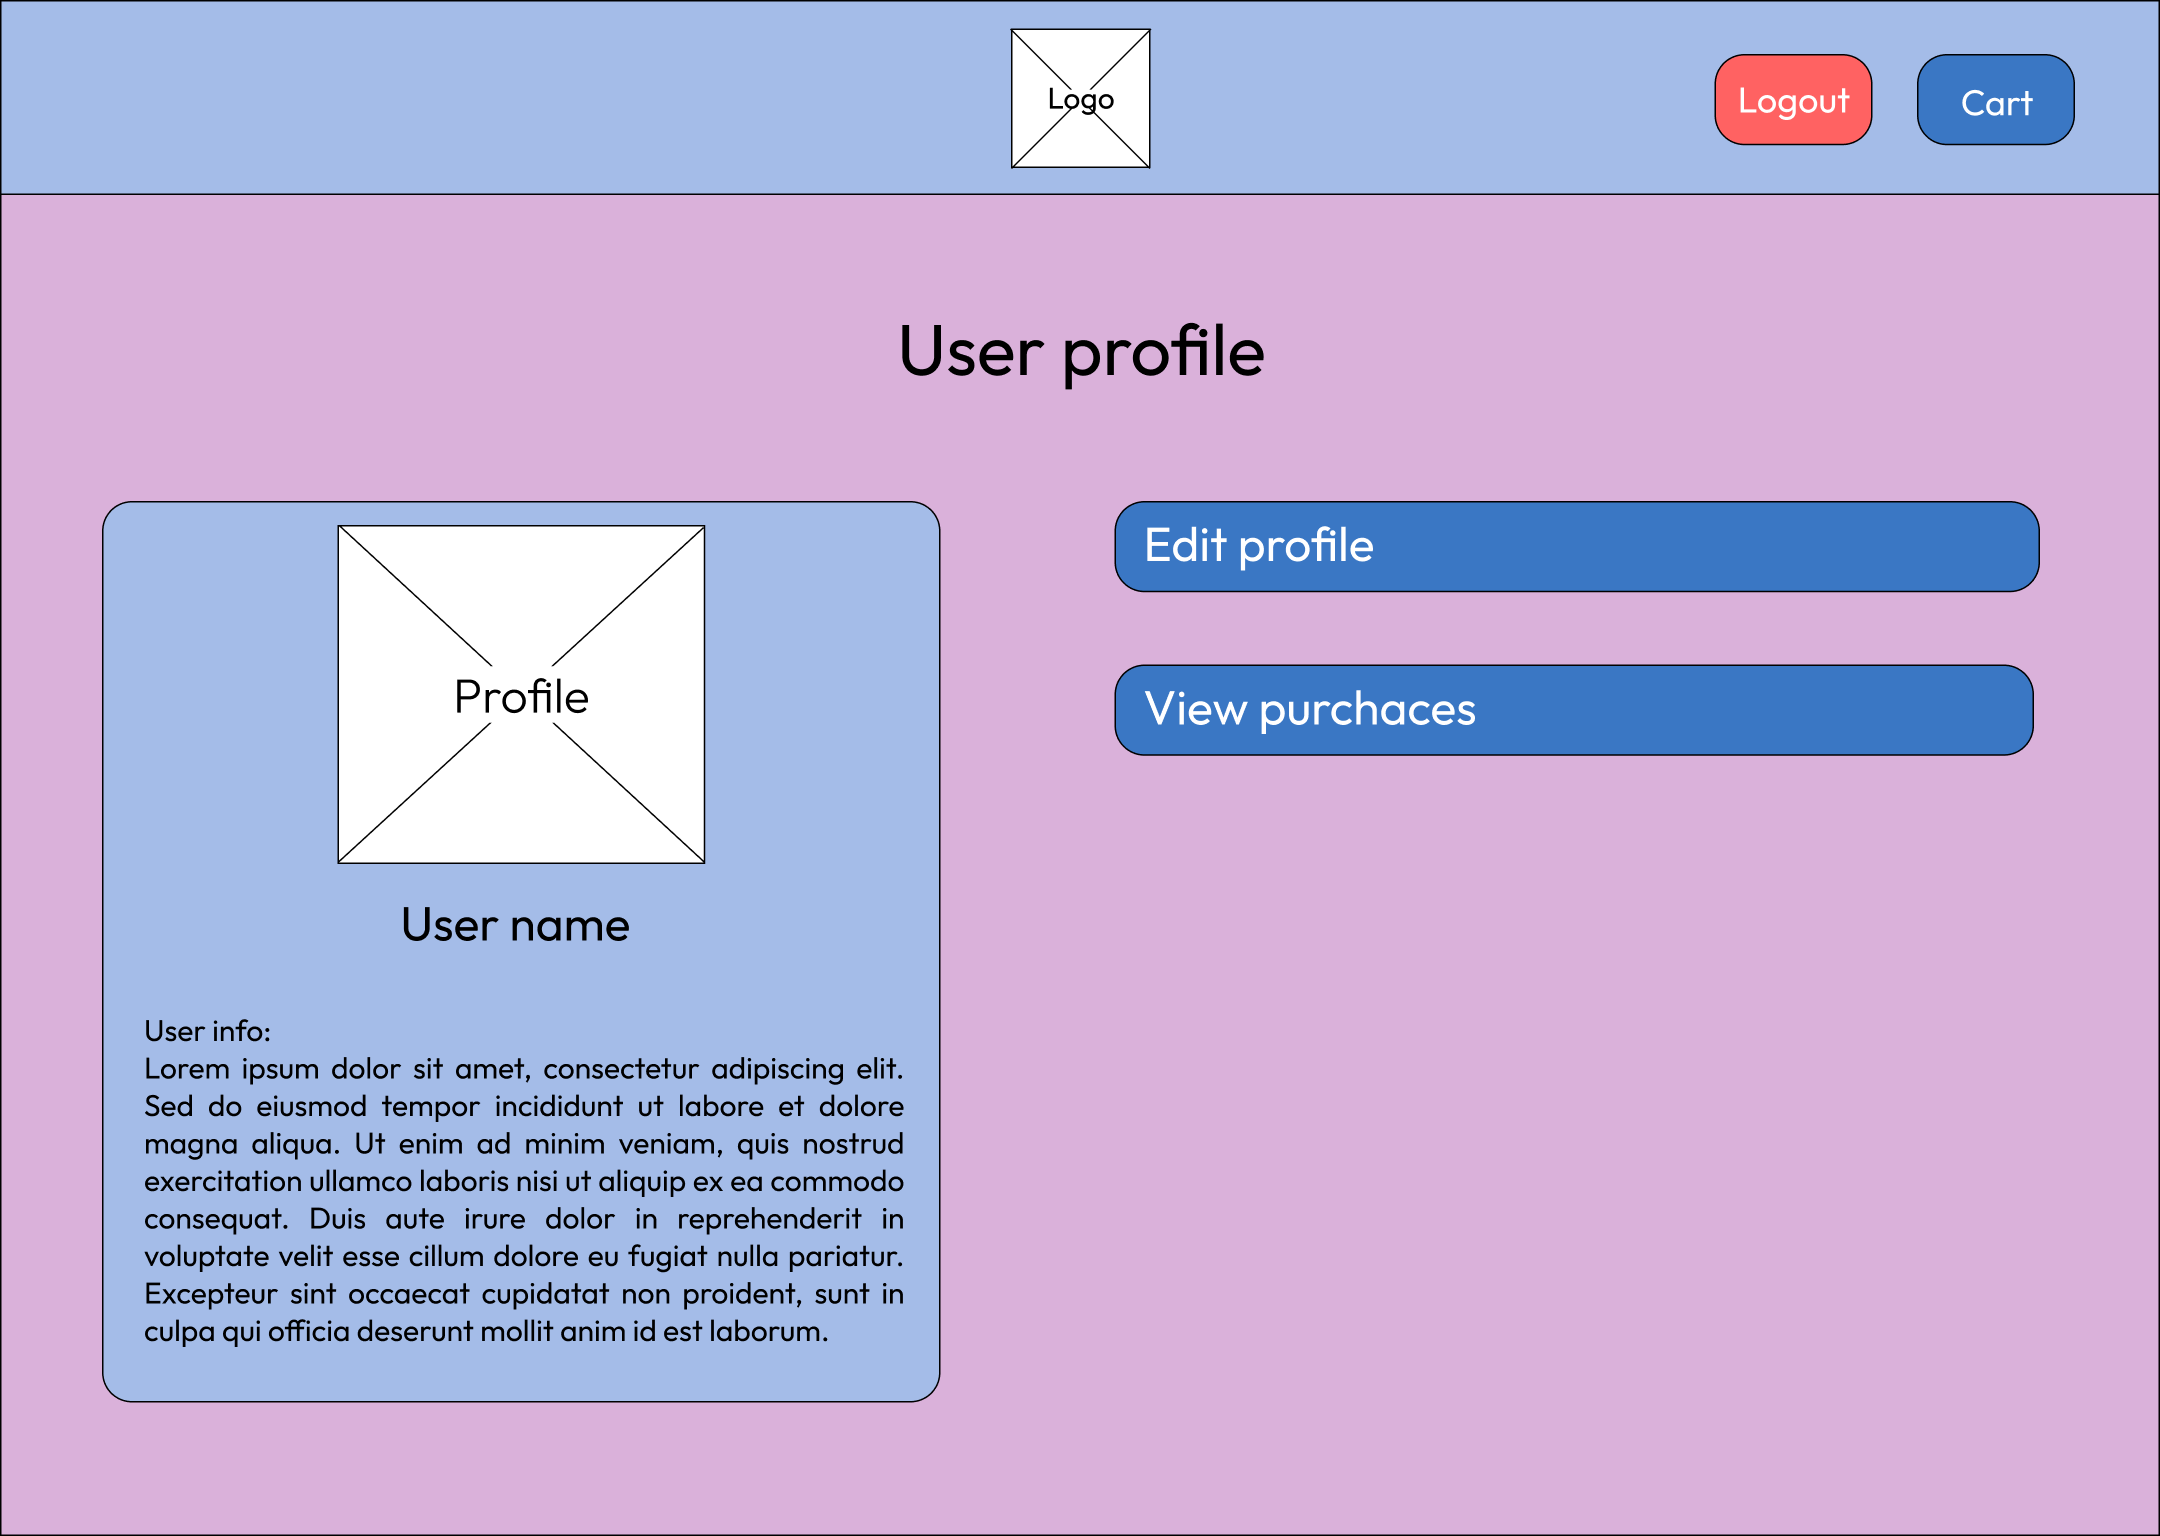 Logo
Logout
Cart
User profile
Profile
User name
User info:
Lorem ipsum dolor sit amet, consectetur adipiscing elit.
Sed do eiusmod tempor incididunt ut labore et dolore
magna aliqua. Ut enim ad minim veniam, quis nostrud
exercitation ullamco laboris nisi ut aliquip ex ea commodo
consequat. Duis aute irure dolor in reprehenderit in
voluptate velit esse cillum dolore eu fugiat nulla pariatur.
Excepteur sint occaecat cupidatat non proident, sunt in
culpa qui officia deserunt mollit anim id est laborum.
Edit profile
View purchaces